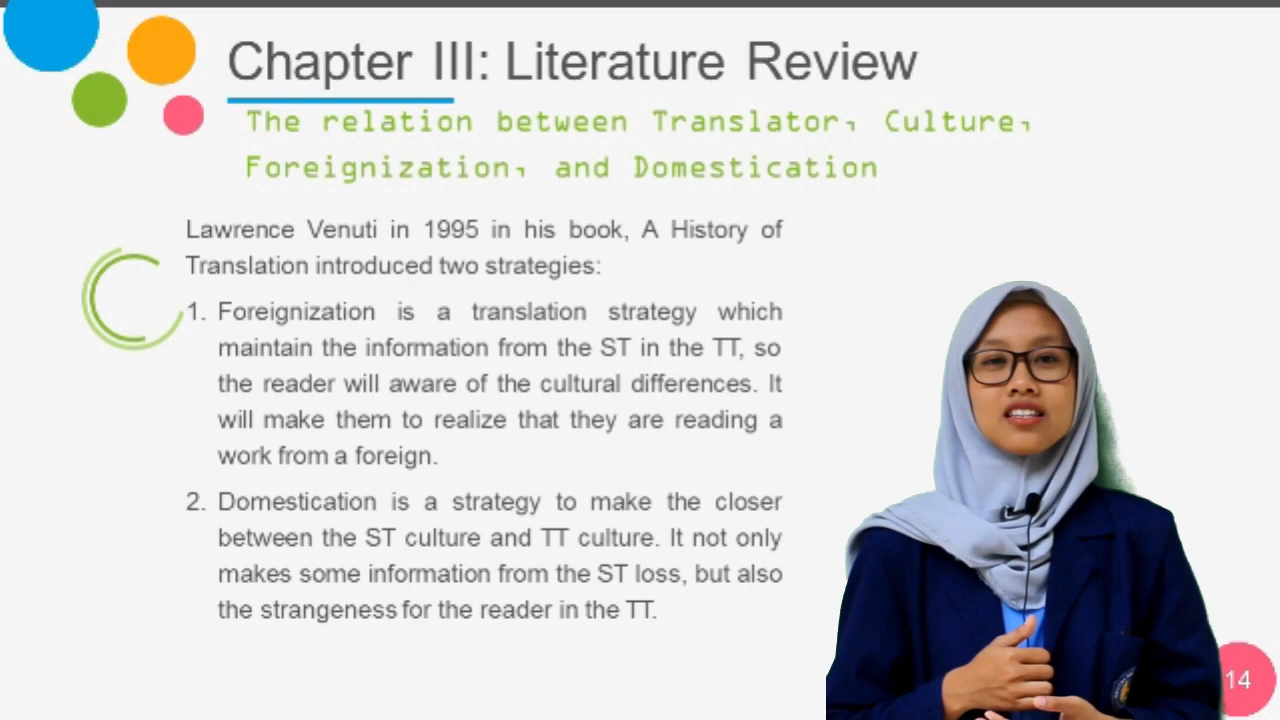 Chapter III: Literature Review
The relation between Translator, Culture,
Foreignization, and Domestication
Lawrence Venuti in 1995 in his book, A History of
Translation introduced two strategies:
1. Foreignization is a translation strategy which
maintain the information from the ST in the TT, so
the reader will aware of the cultural differences. It
will make them to realize that they are reading a
work from a foreign.
2. Domestication is a strategy to make the closer
between the ST culture and TT culture. It not only
makes some information from the ST loss, but also
the strangeness for the reader in the TT.
14